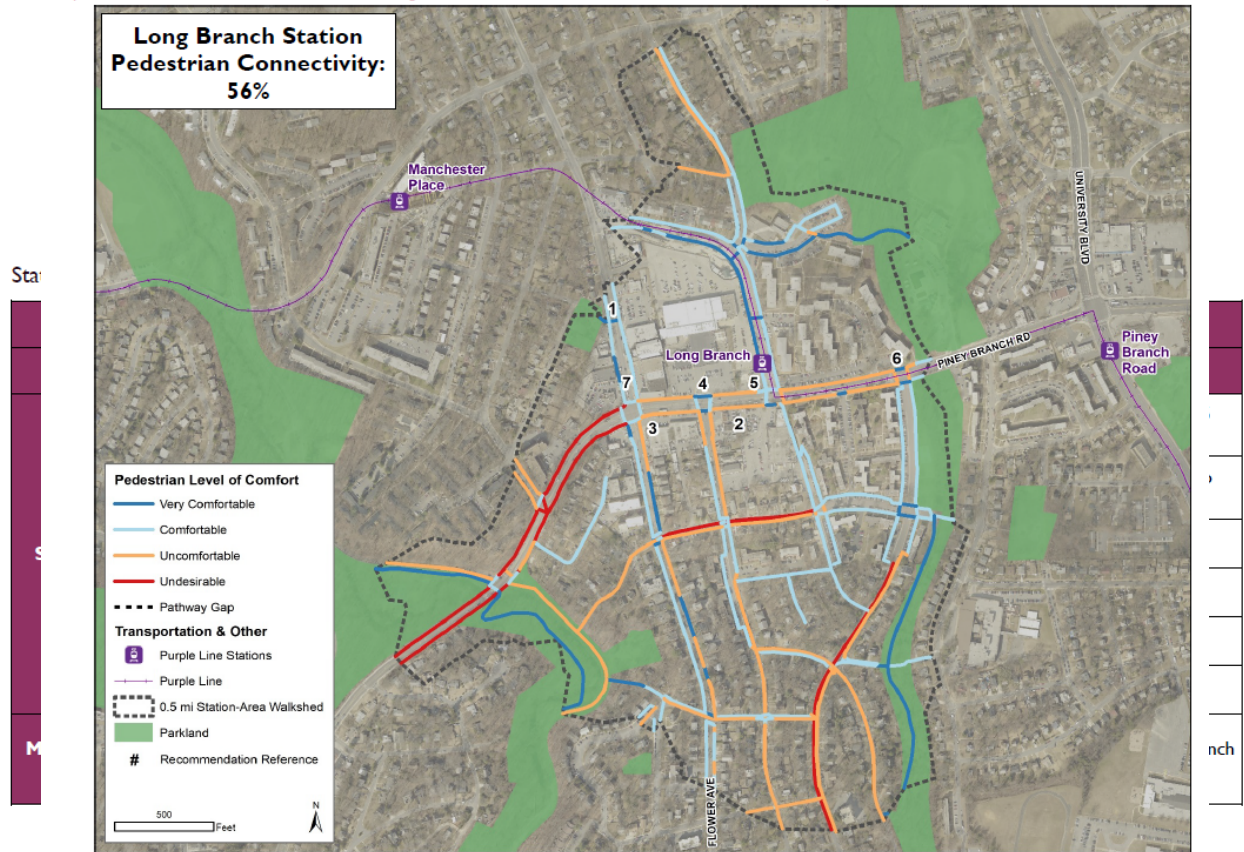 Long Branch Station
Pedestrian Connectivity:
56%
Manchester
Place
UNIVERSITY BLVD
Sta
1
Long Branch
6
PINEY BRANCH RD
Piney
Branch
Road
7
4
5
3
2
Pedestrian Level of Comfort
Very Comfortable
Comfortable
Uncomfortable
Undesirable
Pathway Gap
Transportation & Other
Purple Line Stations
Purple Line
0.5 mi Station-Area Walkshed
Parkland
# Recommendation Reference
S
M
nch
500
Feet
N
FLOWER AVE